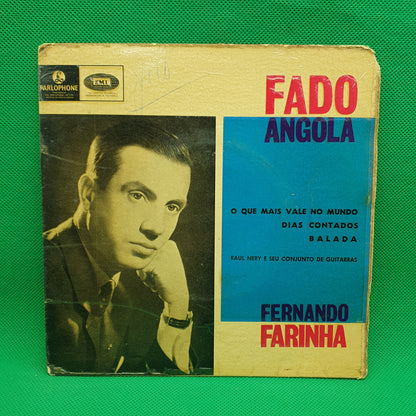 PARLOPHONE
EMI
FADO
ANGOLA
O QUE MAIS VALE NO MUNDO
DIAS CONTADOS
BALADA
RAUL NERY E SEU CONJUNTO DE GUITARRAS
FERNANDO
FARINHA